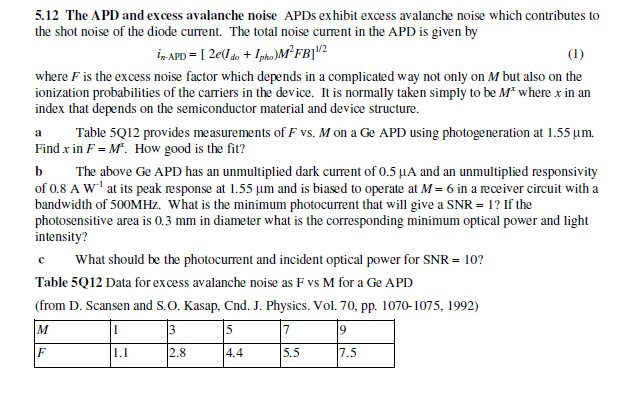 5.12 The APD and excess avalanche noise APDs exhibit excess avalanche noise which contributes to
the shot noise of the diode current. The total noise current in the APD is given by
i_{n-APD} = [ 2e(I_{do} + I_{pho})M²FB]^{1/2} (1)
where F is the excess noise factor which depends in a complicated way not only on M but also on the
ionization probabilities of the carriers in the device. It is normally taken simply to be Mˣ where x in an
index that depends on the semiconductor material and device structure.
a Table 5Q12 provides measurements of F vs. M on a Ge APD using photogeneration at 1.55 μm.
Find x in F = Mˣ. How good is the fit?
b The above Ge APD has an unmultiplied dark current of 0.5 μA and an unmultiplied responsivity
of 0.8 A W⁻¹ at its peak response at 1.55 μm and is biased to operate at M = 6 in a receiver circuit with a
bandwidth of 500MHz. What is the minimum photocurrent that will give a SNR = 1? If the
photosensitive area is 0.3 mm in diameter what is the corresponding minimum optical power and light
intensity?
c What should be the photocurrent and incident optical power for SNR = 10?
Table 5Q12 Data for excess avalanche noise as F vs M for a Ge APD
(from D. Scansen and S.O. Kasap, Cnd. J. Physics. Vol. 70, pp. 1070-1075, 1992)
M 1 3 5 7 9
F 1.1 2.8 4.4 5.5 7.5